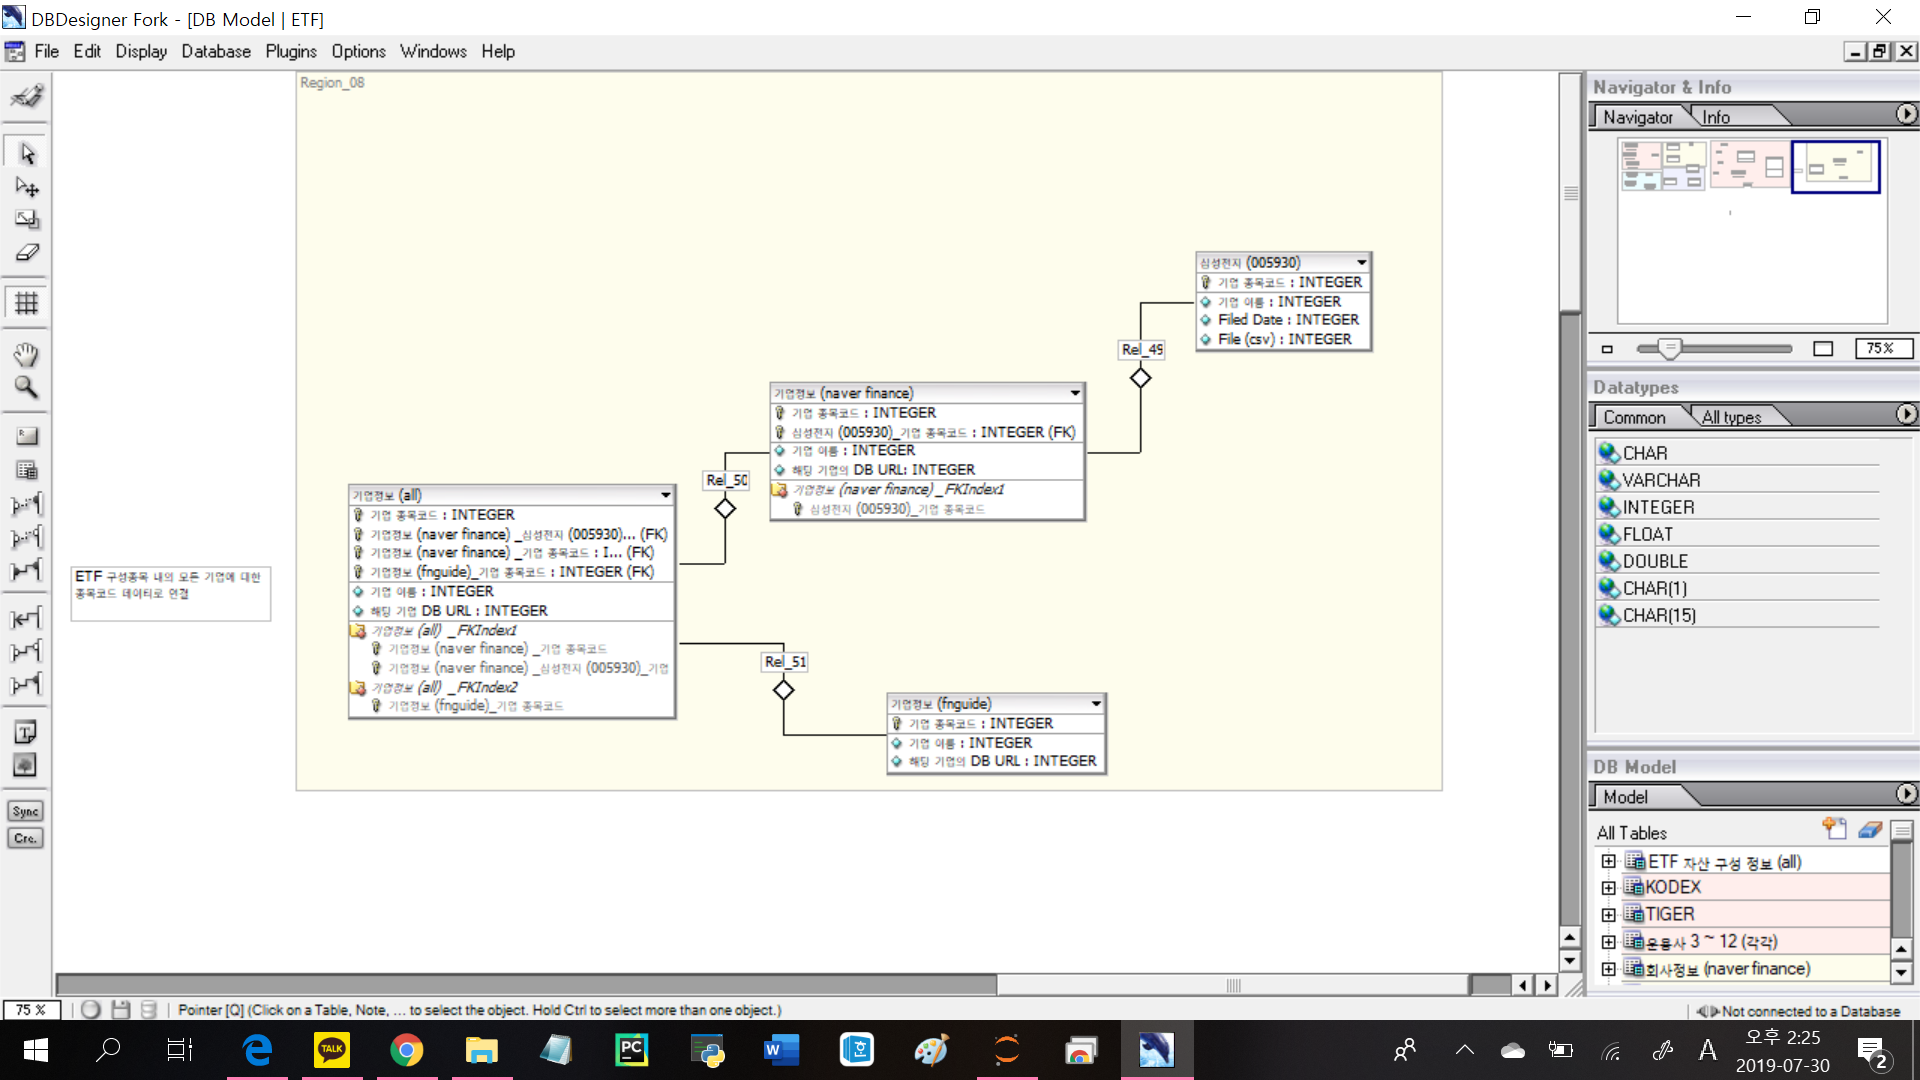 DBDesigner Fork - [DB Model | ETF]
File Edit Display Database Plugins Options Windows Help
Region_08
심성전지 (005930)
기업 종목코드 : INTEGER
기업 이름 : INTEGER
Filed Date : INTEGER
File (csv) : INTEGER
Rel_49
기업정보 (naver finance)
기업 종목코드 : INTEGER
심성전지 (005930)_기업 종목코드 : INTEGER (FK)
기업 이름 : INTEGER
해딩 기업의 DB URL: INTEGER
기업정보 (naver finance) _FKIndex1
심성전지 (005930)_기업 종목코드
Rel_50
기업정보 (all)
기업 종목코드 : INTEGER
기업정보 (naver finance) _심성전지 (005930)... (FK)
기업정보 (naver finance) _기업 종목코드 : I... (FK)
기업정보 (fnguide)_기업 종목코드 : INTEGER (FK)
기업 이름 : INTEGER
해딩 기업 DB URL : INTEGER
기업정보 (all) _FKIndex1
기업정보 (naver finance) _기업 종목코드
기업정보 (naver finance) _심성전지 (005930)_기업
기업정보 (all) _FKIndex2
기업정보 (fnguide)_기업 종목코드
ETF 구성종목 내의 모든 기업에 대한
종목코드 데이터로 연결
Rel_51
기업정보 (fnguide)
기업 종목코드 : INTEGER
기업 이름 : INTEGER
해딩 기업의 DB URL : INTEGER
Navigator & Info
Navigator Info
75%
Datatypes
Common All types
CHAR
VARCHAR
INTEGER
FLOAT
DOUBLE
CHAR(1)
CHAR(15)
DB Model
Model
All Tables
ETF 자산 구성 정보 (all)
KODEX
TIGER
운용사 3 ~ 12 (각각)
회사정보 (naver finance)
Sync
Cre.
75 %
Pointer [Q] (Click on a Table, Note, ... to select the object. Hold Ctrl to select more than one object.)
Not connected to a Database
TALK
PC
W
A
오후 2:25
2019-07-30
2